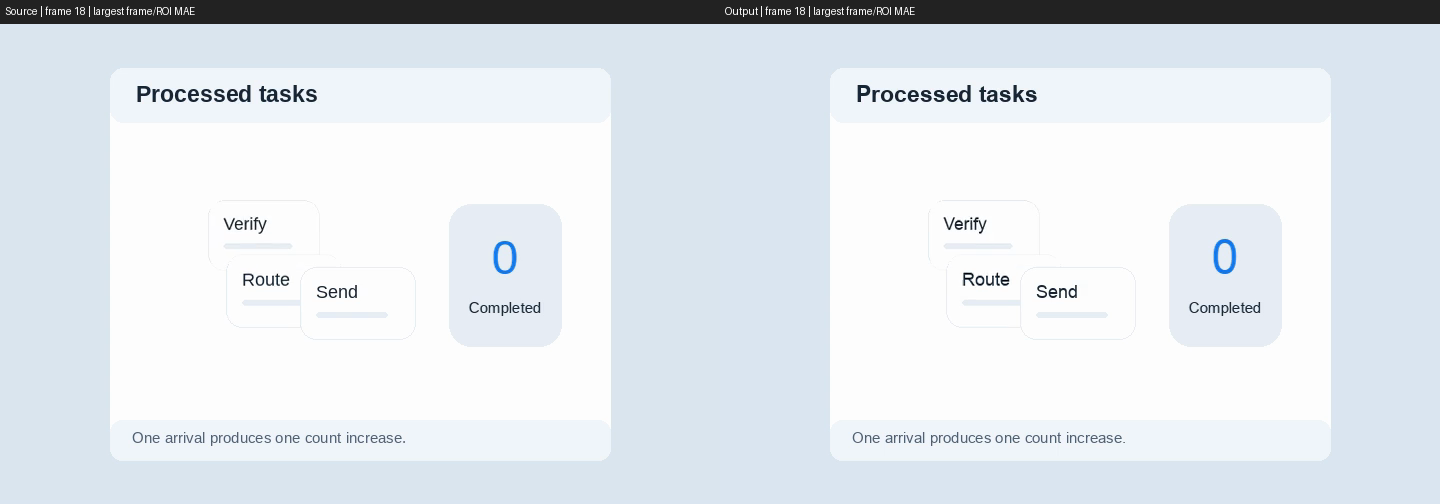 Source | frame 18 | largest frame/ROI MAE
Output | frame 18 | largest frame/ROI MAE
Processed tasks
Verify
Route
Send
0
Completed
One arrival produces one count increase.
Processed tasks
Verify
Route
Send
0
Completed
One arrival produces one count increase.